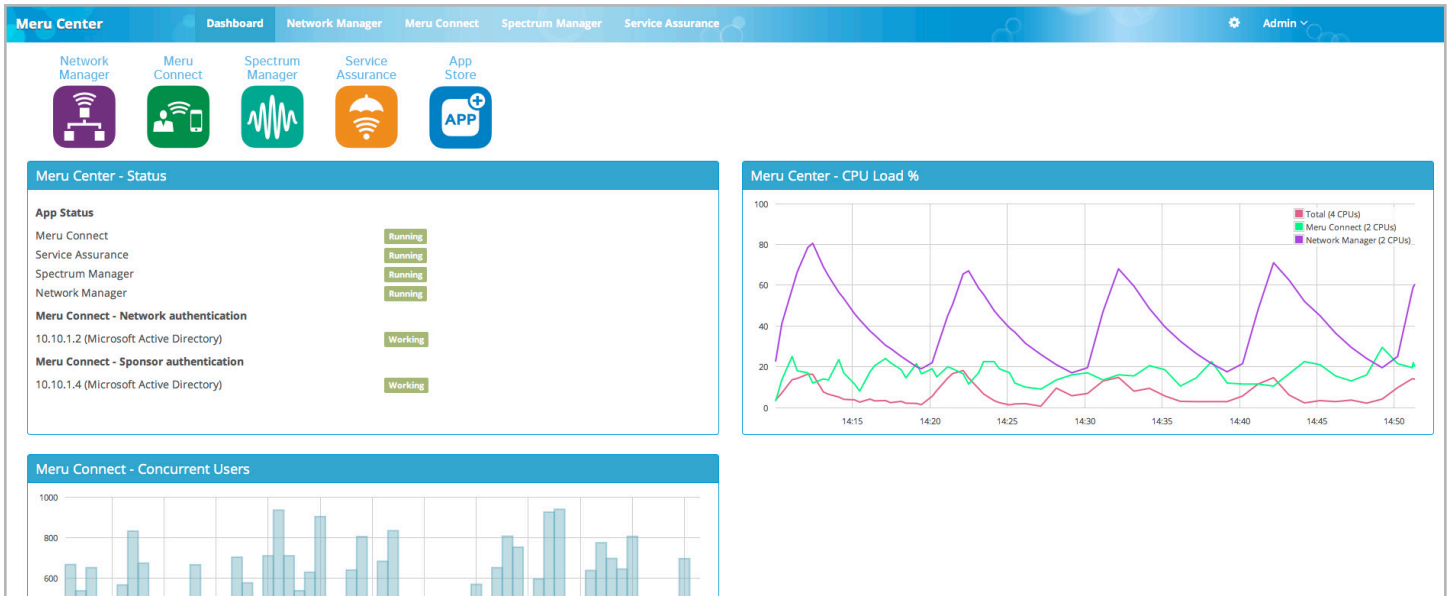 Meru Center Dashboard Network Manager Meru Connect Spectrum Manager Service Assurance Admin
Network Manager
Meru Connect
Spectrum Manager
Service Assurance
App Store
APP
Meru Center - Status
App Status
Meru Connect Running
Service Assurance Running
Spectrum Manager Running
Network Manager Running
Meru Connect - Network authentication
10.10.1.2 (Microsoft Active Directory) Working
Meru Connect - Sponsor authentication
10.10.1.4 (Microsoft Active Directory) Working
Meru Center - CPU Load %
100
80
60
40
20
0
Total (4 CPUs)
Meru Connect (2 CPUs)
Network Manager (2 CPUs)
14:15 14:20 14:25 14:30 14:35 14:40 14:45 14:50
Meru Connect - Concurrent Users
1000
800
600